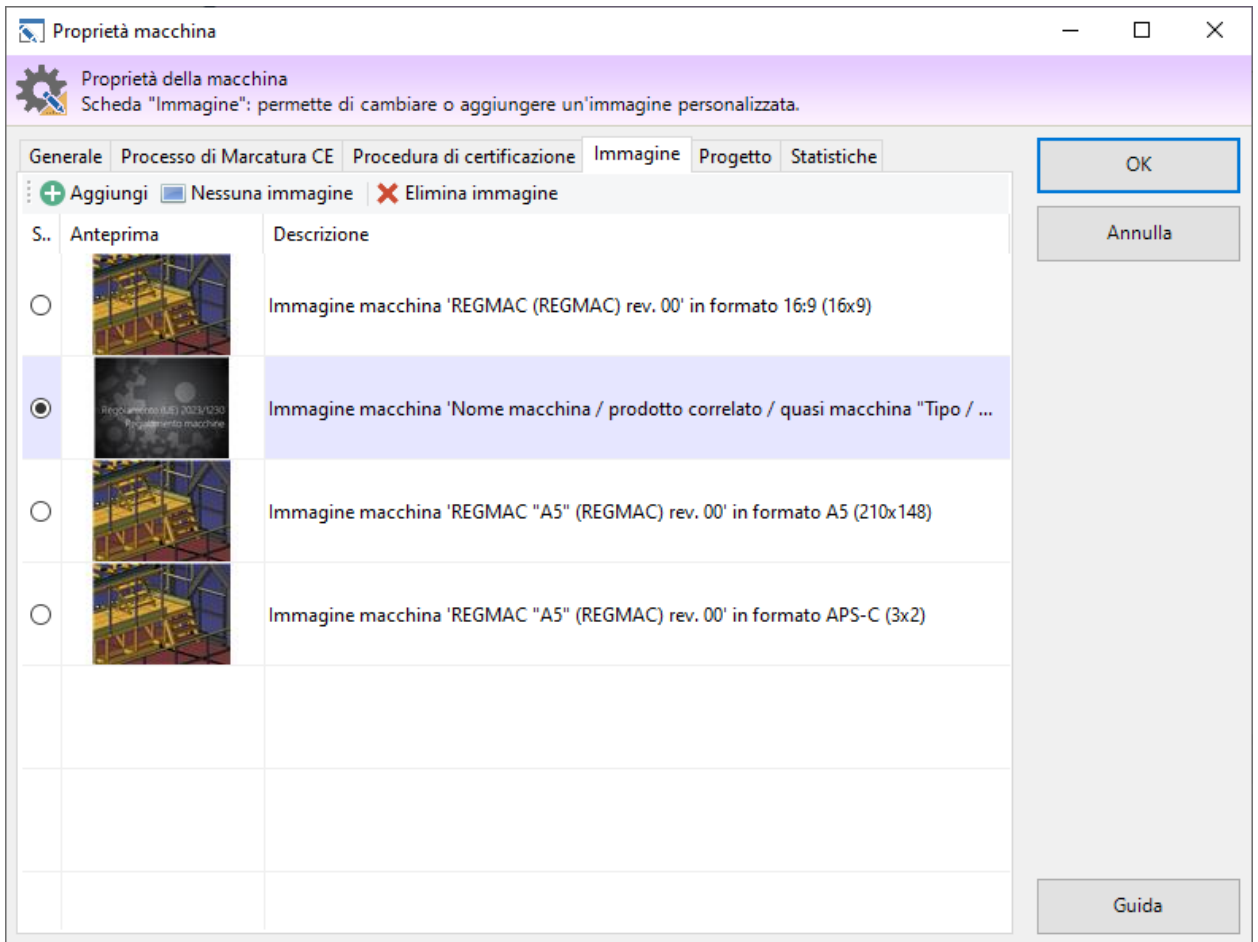 Proprietà macchina
Proprietà della macchina
Scheda "Immagine": permette di cambiare o aggiungere un'immagine personalizzata.
Generale Processo di Marcatura CE Procedura di certificazione Immagine Progetto Statistiche
OK
Aggiungi Nessuna immagine Elimina immagine
S.. Anteprima Descrizione
Annulla
Immagine macchina 'REGMAC (REGMAC) rev. 00' in formato 16:9 (16x9)
Regolamento (UE) 2023/1230
Regolamento macchine
Immagine macchina 'Nome macchina / prodotto correlato / quasi macchina "Tipo / ...
Immagine macchina 'REGMAC "A5" (REGMAC) rev. 00' in formato A5 (210x148)
Immagine macchina 'REGMAC "A5" (REGMAC) rev. 00' in formato APS-C (3x2)
Guida